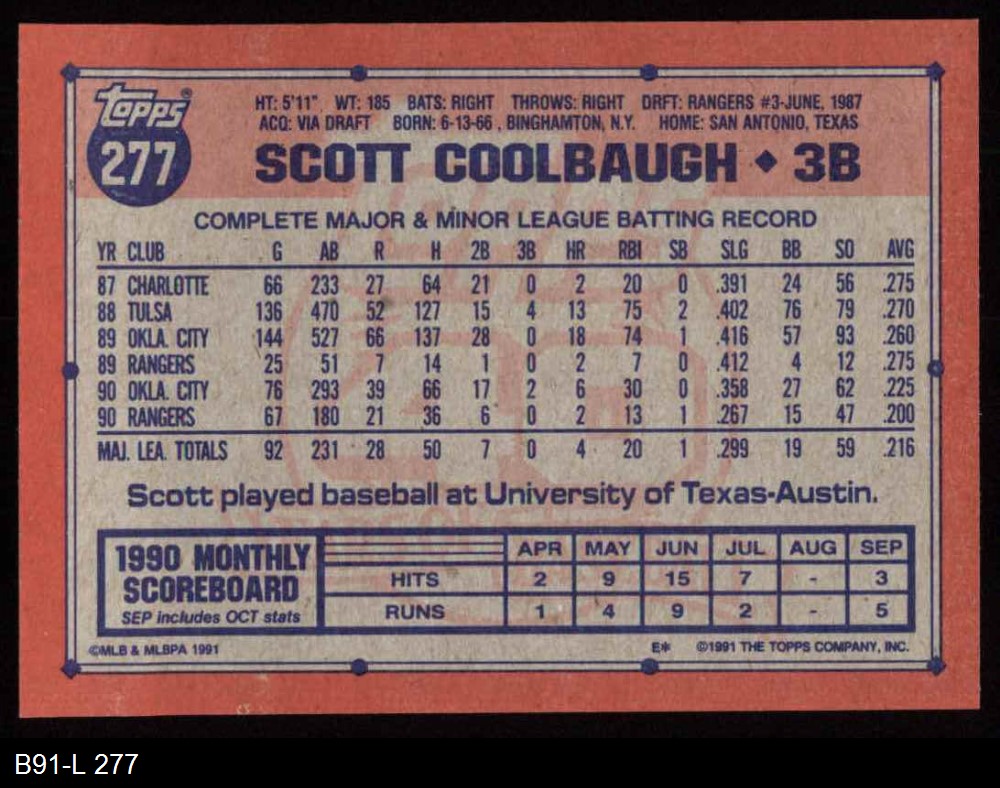 TOPPS®
277
HT: 5'11" WT: 185 BATS: RIGHT THROWS: RIGHT DRFT: RANGERS #3-JUNE, 1987
ACQ: VIA DRAFT BORN: 6-13-66 , BINGHAMTON, N.Y. HOME: SAN ANTONIO, TEXAS
SCOTT COOLBAUGH ◆ 3B
COMPLETE MAJOR & MINOR LEAGUE BATTING RECORD
YR CLUB G AB R H 2B 3B HR RBI SB SLG BB SO AVG
87 CHARLOTTE 66 233 27 64 21 0 2 20 0 .391 24 56 .275
88 TULSA 136 470 52 127 15 4 13 75 2 .402 76 79 .270
89 OKLA. CITY 144 527 66 137 28 0 18 74 1 .416 57 93 .260
89 RANGERS 25 51 7 14 1 0 2 7 0 .412 4 12 .275
90 OKLA. CITY 76 293 39 66 17 2 6 30 0 .358 27 62 .225
90 RANGERS 67 180 21 36 6 0 2 13 1 .267 15 47 .200
MAJ. LEA. TOTALS 92 231 28 50 7 0 4 20 1 .299 19 59 .216
Scott played baseball at University of Texas-Austin.
1990 MONTHLY SCOREBOARD
SEP includes OCT stats
APR MAY JUN JUL AUG SEP
HITS 2 9 15 7 - 3
RUNS 1 4 9 2 - 5
©MLB & MLBPA 1991 E* ©1991 THE TOPPS COMPANY, INC.
B91-L 277